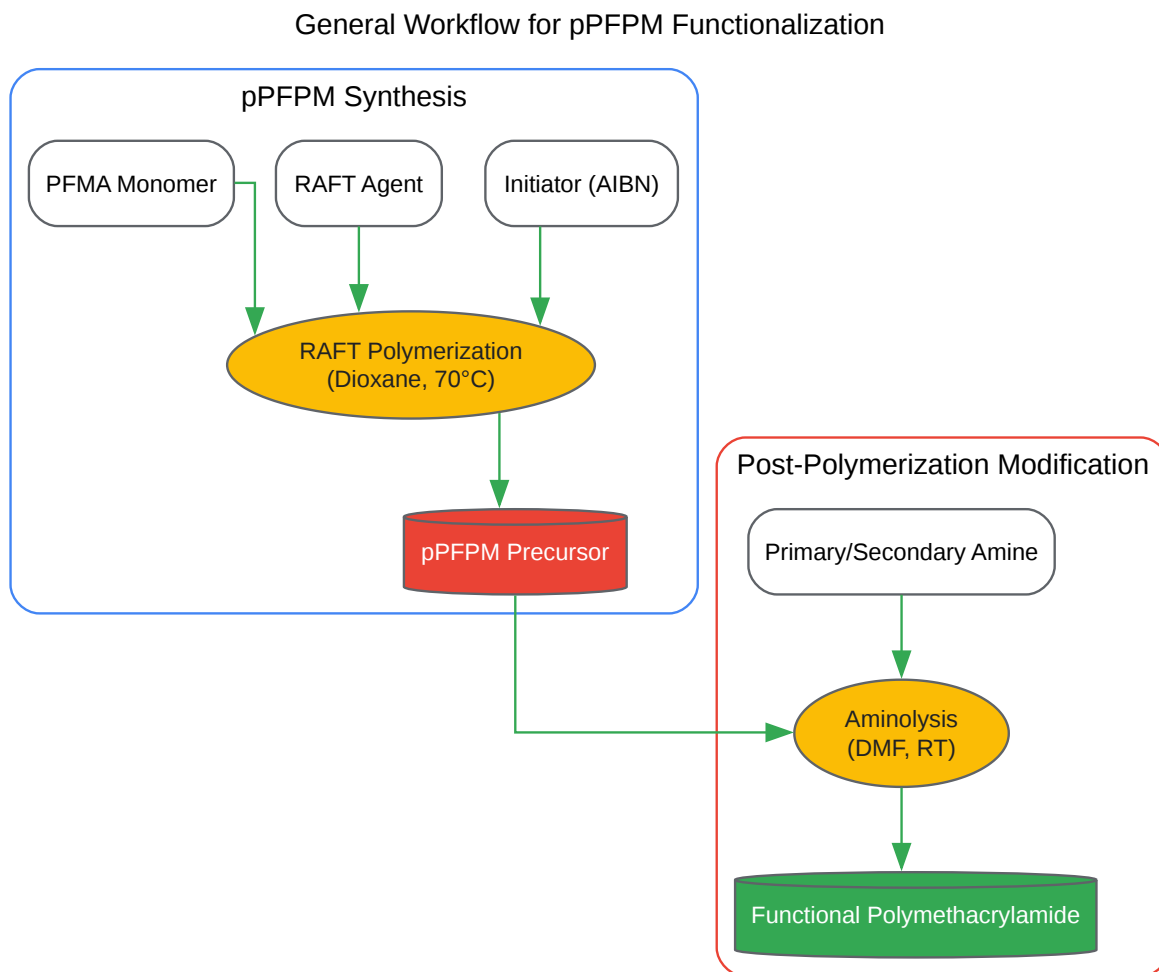 General Workflow for pPFPM Functionalization
pPFPM Synthesis
PFMA Monomer
RAFT Agent
Initiator (AIBN)
RAFT Polymerization
(Dioxane, 70°C)
pPFPM Precursor
Post-Polymerization Modification
Primary/Secondary Amine
Aminolysis
(DMF, RT)
Functional Polymethacrylamide